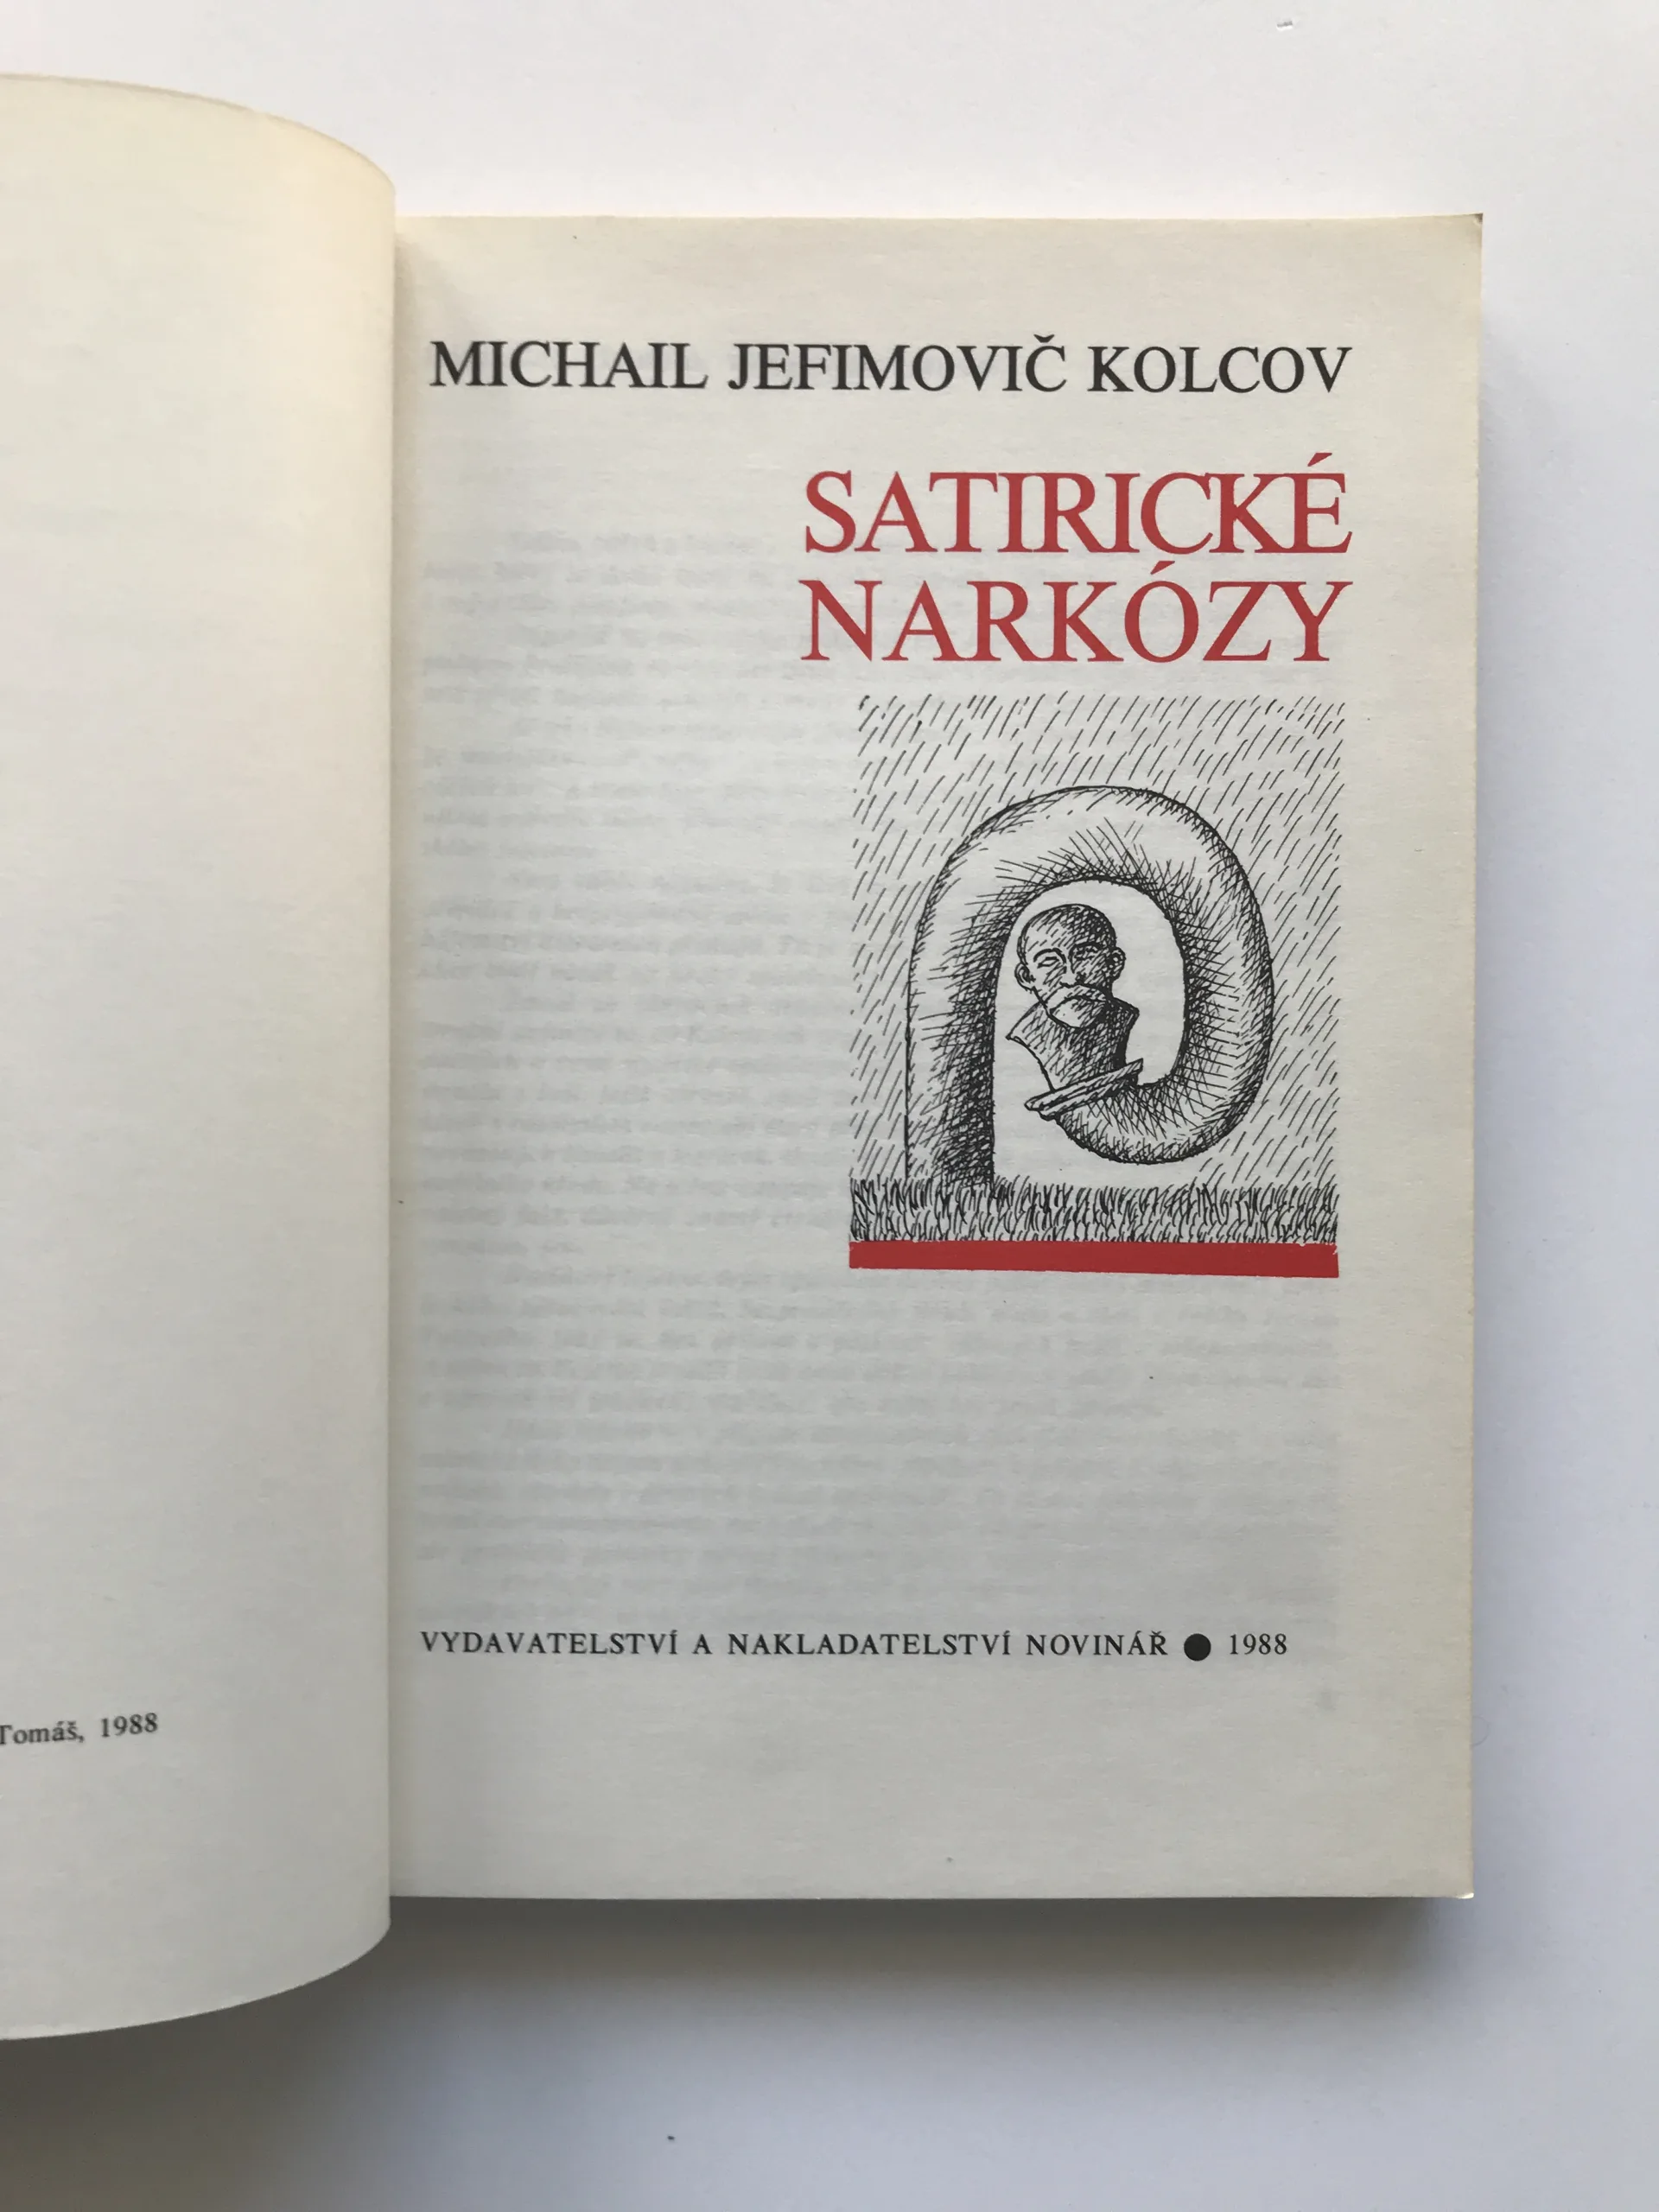 MICHAIL JEFIMOVIČ KOLCOV
SATIRICKÉ
NARKÓZY
VYDAVATELSTVÍ A NAKLADATELSTVÍ NOVINÁŘ ● 1988
Tomáš, 1988